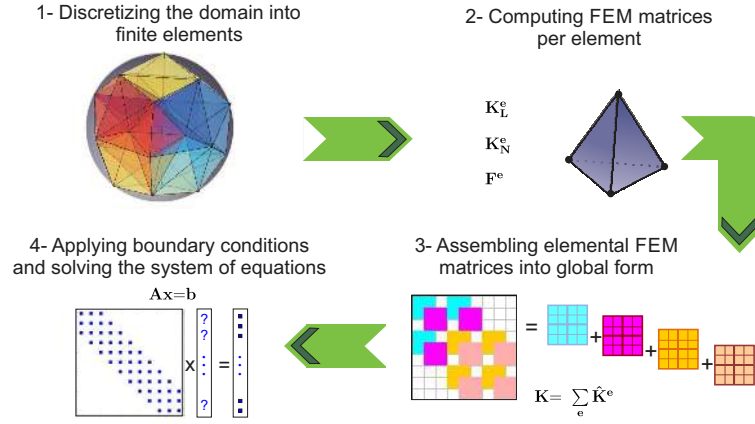 1- Discretizing the domain into
finite elements
2- Computing FEM matrices
per element
K_L^e
K_N^e
F^e
4- Applying boundary conditions
and solving the system of equations
Ax=b
? ? ⋮ ?
x
=
3- Assembling elemental FEM
matrices into global form
= + + +
K= ∑_e K̂^e